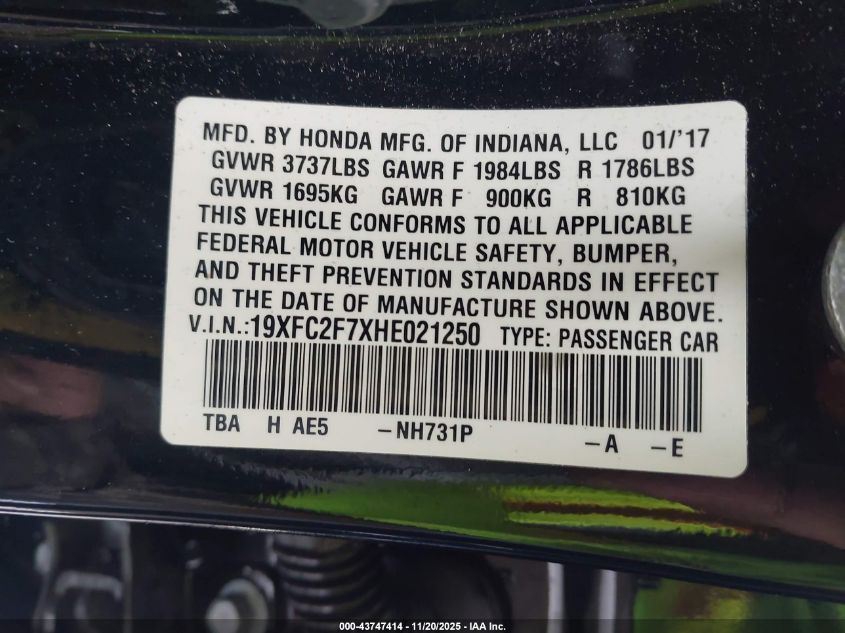 MFD. BY HONDA MFG. OF INDIANA, LLC 01/'17
GVWR 3737LBS GAWR F 1984LBS R 1786LBS
GVWR 1695KG GAWR F 900KG R 810KG
THIS VEHICLE CONFORMS TO ALL APPLICABLE
FEDERAL MOTOR VEHICLE SAFETY, BUMPER,
AND THEFT PREVENTION STANDARDS IN EFFECT
ON THE DATE OF MANUFACTURE SHOWN ABOVE.
V.I.N.:19XFC2F7XHE021250 TYPE: PASSENGER CAR
TBA H AE5 -NH731P -A -E
000-43747414 - 11/20/2025 - IAA Inc.